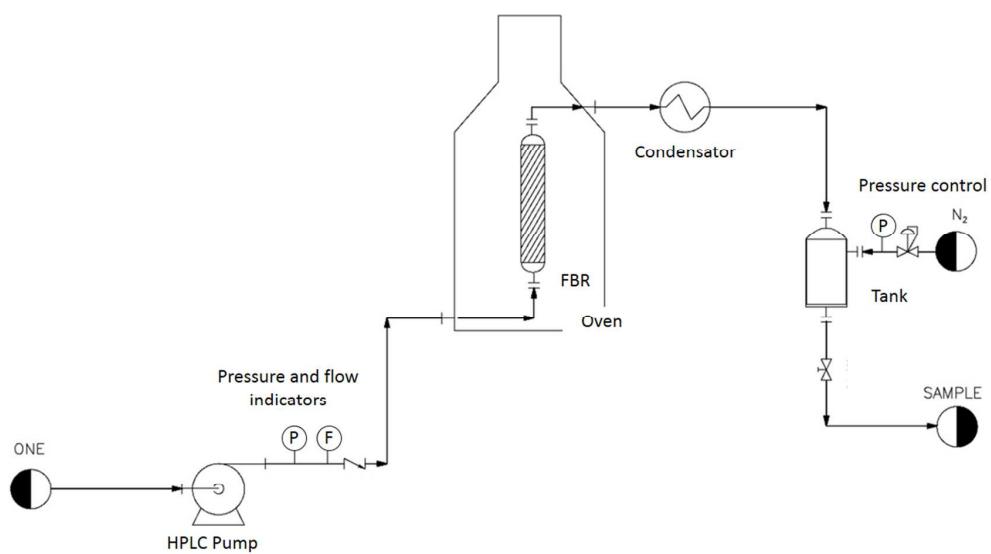 Condensator
Pressure control
P
N₂
FBR
Tank
Oven
Pressure and flow
indicators
SAMPLE
P
F
ONE
HPLC Pump